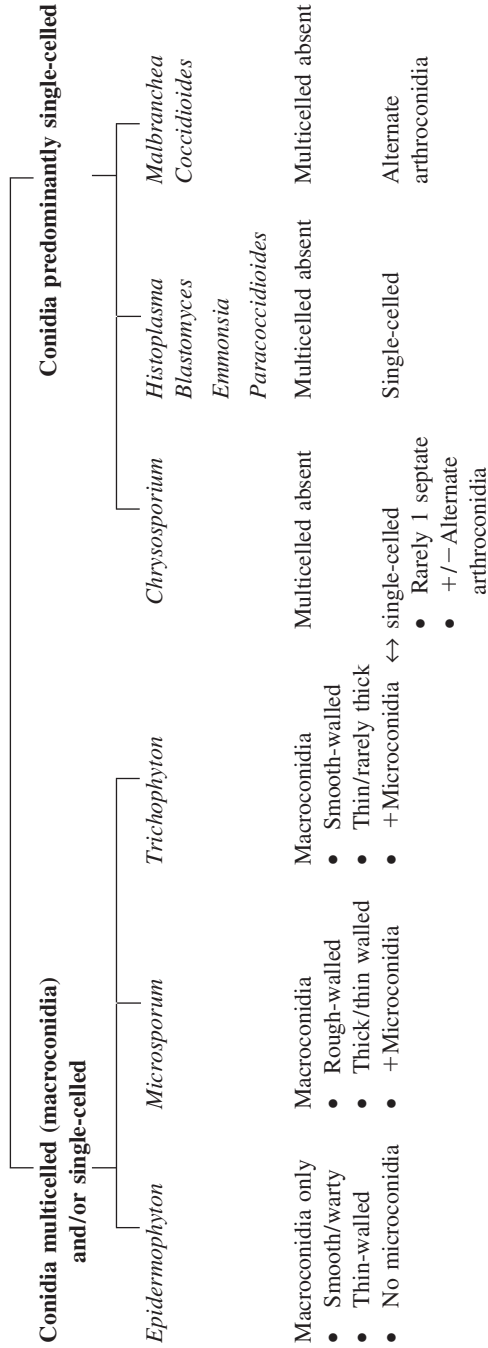 Conidia multicelled (macroconidia)
and/or single-celled
Conidia predominantly single-celled
Epidermophyton
Microsporum
Trichophyton
Chrysosporium
Histoplasma
Blastomyces
Emmonsia
Paracoccidioides
Malbranchea
Coccidioides
Macroconidia only
• Smooth/warty
• Thin-walled
• No microconidia
Macroconidia
• Rough-walled
• Thick/thin walled
• +Microconidia
Macroconidia
• Smooth-walled
• Thin/rarely thick
• +Microconidia ↔ single-celled
Multicelled absent
• Rarely 1 septate
• +/−Alternate
arthroconidia
Multicelled absent
Single-celled
Multicelled absent
Alternate
arthroconidia